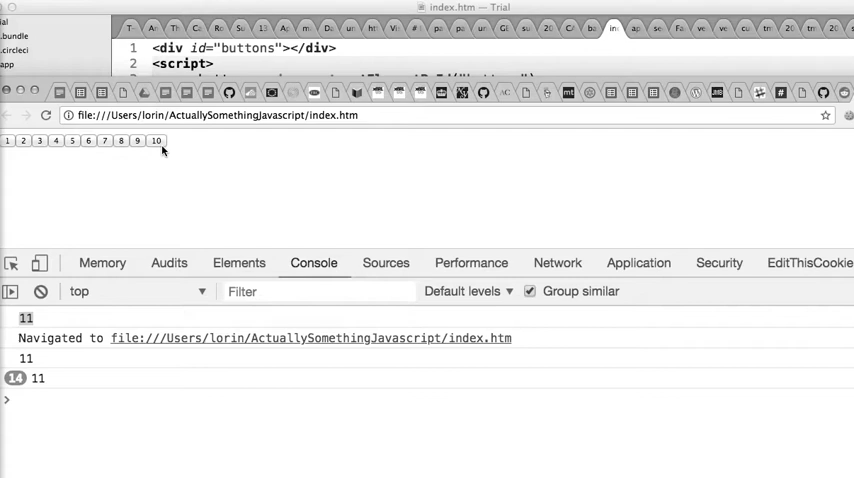 index.htm — Trial
ial
.bundle
.circleci
app
1 <div id="buttons"></div>
2 <script>
file:///Users/lorin/ActuallySomethingJavascript/index.htm
1 2 3 4 5 6 7 8 9 10
Memory Audits Elements Console Sources Performance Network Application Security EditThisCookie
top Filter Default levels Group similar
11
Navigated to file:///Users/lorin/ActuallySomethingJavascript/index.htm
11
14 11